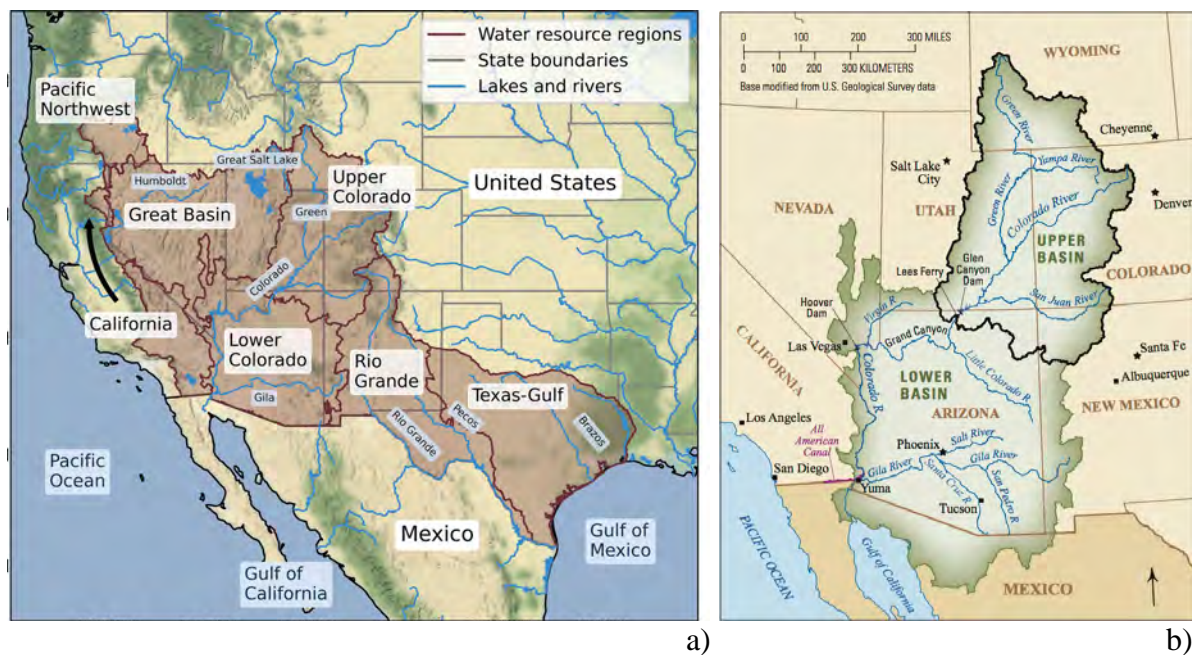 Water resource regions
State boundaries
Lakes and rivers
Pacific
Northwest
Great Salt Lake
Humboldt
Upper
Colorado
United States
Great Basin
Green
Colorado
California
Lower
Colorado
Rio
Grande
Texas-Gulf
Gila
Pecos
Rio Grande
Brazos
Pacific
Ocean
Mexico
Gulf of
Mexico
Gulf of
California
a)
0 100 200 300 MILES
0 100 200 300 KILOMETERS
Base modified from U.S. Geological Survey data
WYOMING
Green River
Cheyenne
Salt Lake
City
Yampa River
Denver
NEVADA
UTAH
Green River
Colorado River
UPPER
BASIN
COLORADO
Lees Ferry
Glen
Canyon
Dam
San Juan River
Hoover
Dam
Virgin R.
Grand Canyon
Las Vegas
Santa Fe
Albuquerque
CALIFORNIA
Colorado R.
LOWER
BASIN
Little Colorado R.
ARIZONA
NEW MEXICO
Los Angeles
All
American
Canal
Phoenix
Salt River
San Diego
Gila River
Gila River
Yuma
Santa Cruz R.
San Pedro R.
Tucson
PACIFIC OCEAN
Gulf of California
MEXICO
b)